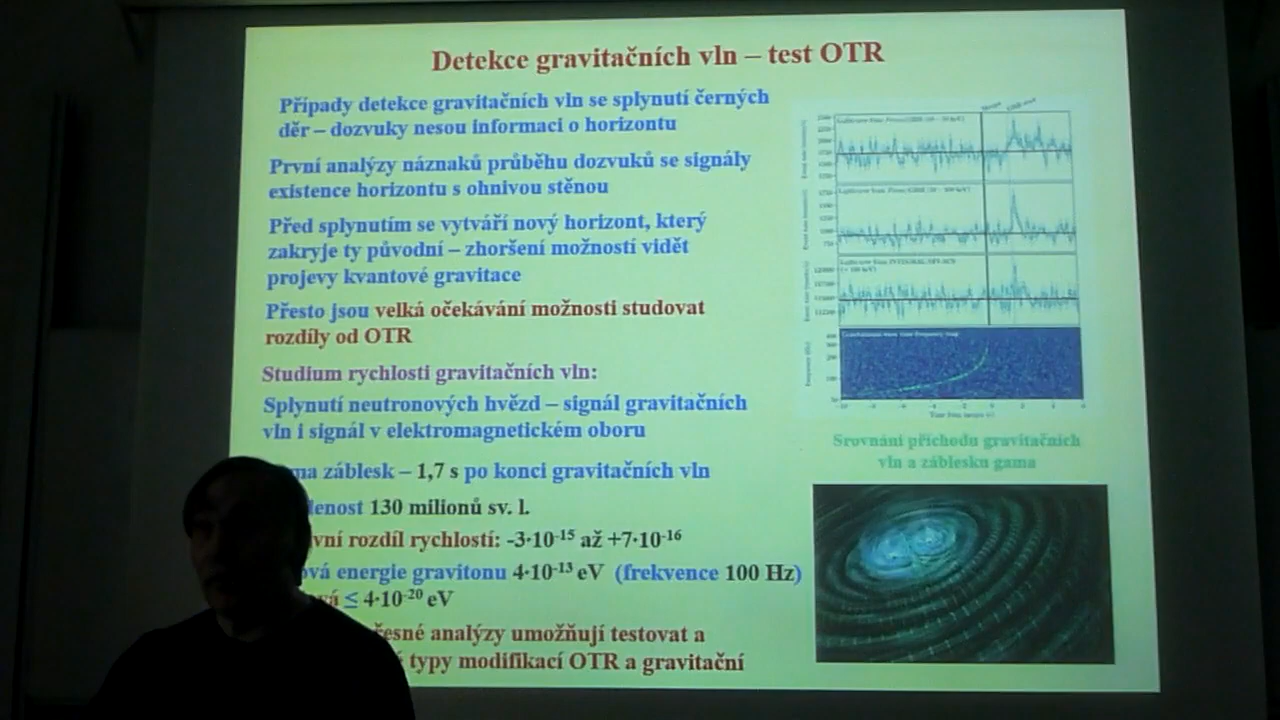 Detekce gravitačních vln – test OTR
Případy detekce gravitačních vln se splynutí černých
děr – dozvuky nesou informaci o horizontu
První analýzy náznaků průběhu dozvuků se signály
existence horizontu s ohnivou stěnou
Před splynutím se vytváří nový horizont, který
zakryje ty původní – zhoršení možností vidět
projevy kvantové gravitace
Přesto jsou velká očekávání možnosti studovat
rozdíly od OTR
Studium rychlosti gravitačních vln:
Splynutí neutronových hvězd – signál gravitačních
vln i signál v elektromagnetickém oboru
ma záblesk – 1,7 s po konci gravitačních vln
lenost 130 milionů sv. l.
vní rozdíl rychlostí: -3·10⁻¹⁵ až +7·10⁻¹⁶
ová energie gravitonu 4·10⁻¹³ eV (frekvence 100 Hz)
vá ≤ 4·10⁻²⁰ eV
řesné analýzy umožňují testovat a
typy modifikací OTR a gravitační
Srovnání příchodu gravitačních
vln a záblesku gama